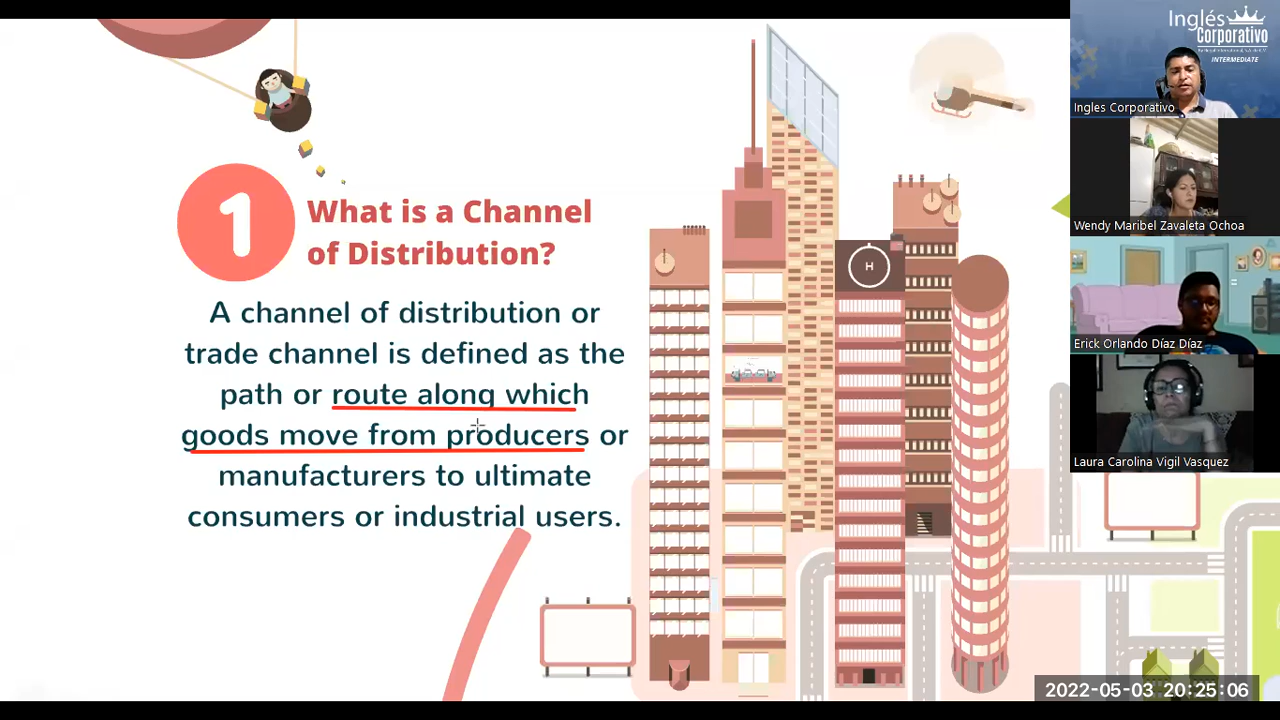 1
What is a Channel
of Distribution?
A channel of distribution or
trade channel is defined as the
path or route along which
goods move from producers or
manufacturers to ultimate
consumers or industrial users.
H
Inglés
Corporativo
INTERMEDIATE
Ingles Corporativo
Wendy Maribel Zavaleta Ochoa
Erick Orlando Díaz Díaz
Laura Carolina Vigil Vasquez
2022-05-03 20:25:06